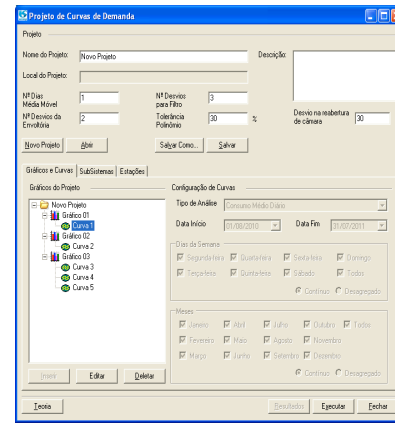 Projeto de Curvas de Demanda
Projeto
Nome do Projeto: Novo Projeto Descrição:
Local do Projeto:
Nº Dias Média Móvel 1 Nº Desvios para Filtro 3
Nº Desvios da Envoltória 2 Tolerância Polinômio 30 % Desvio na reabertura de câmara 30
Novo Projeto Abrir Salvar Como... Salvar
Gráficos e Curvas SubSistemas Estações
Gráficos do Projeto Configuração de Curvas
Novo Projeto
Gráfico 01
Curva 1
Gráfico 02
Curva 2
Gráfico 03
Curva 3
Curva 4
Curva 5
Inserir Editar Deletar
Tipo de Análise Consumo Médio Diário
Data Início 01/08/2010 Data Fim 31/07/2011
Dias da Semana
Segunda-feira Quarta-feira Sexta-feira Domingo
Terça-feira Quinta-feira Sábado Todos
Contínuo Desagregado
Meses
Janeiro Abril Julho Outubro Todos
Fevereiro Maio Agosto Novembro
Março Junho Setembro Dezembro
Contínuo Desagregado
Teoria Resultados Executar Fechar